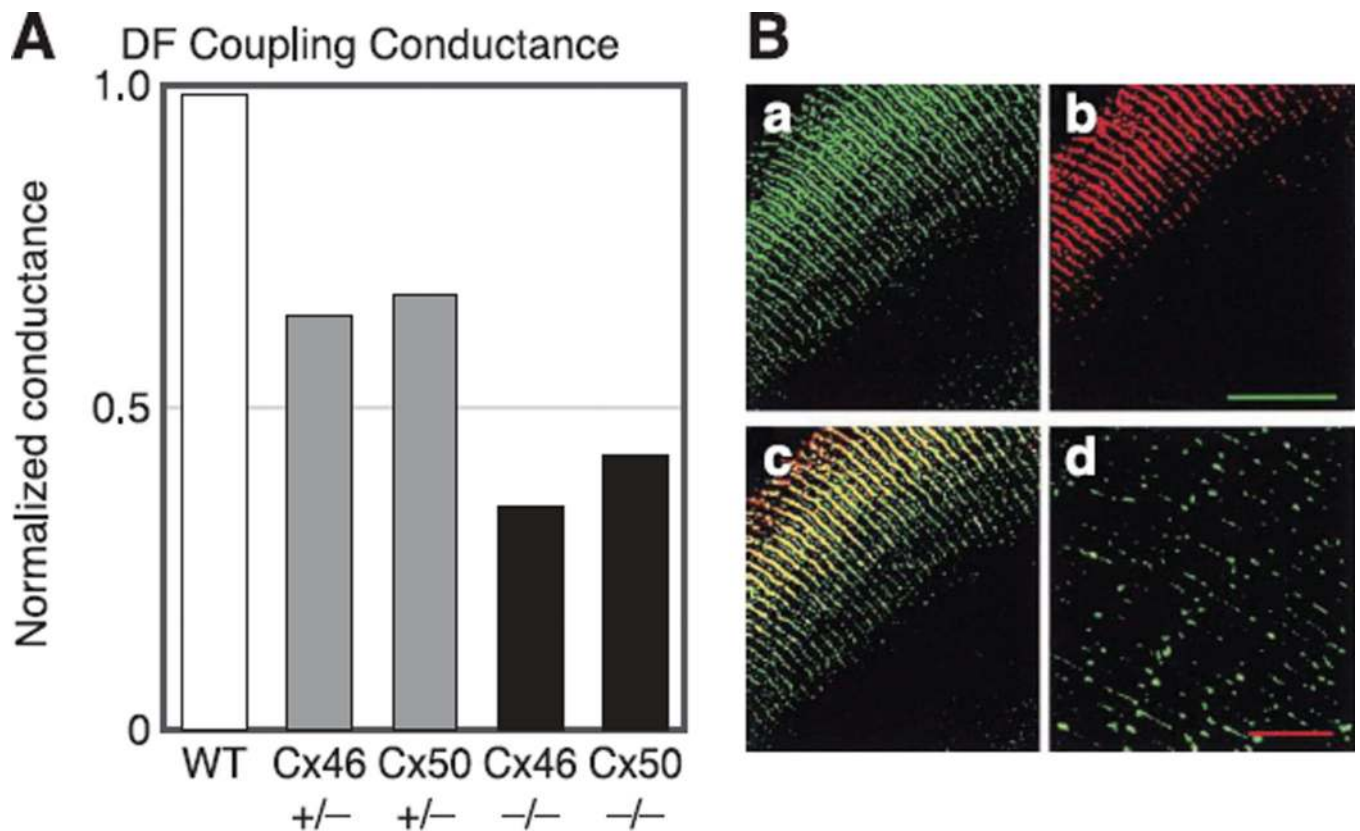 A
DF Coupling Conductance
1.0
0.5
0
Normalized conductance
WT Cx46 Cx50 Cx46 Cx50
+/– +/– –/– –/–
B
a
b
c
d